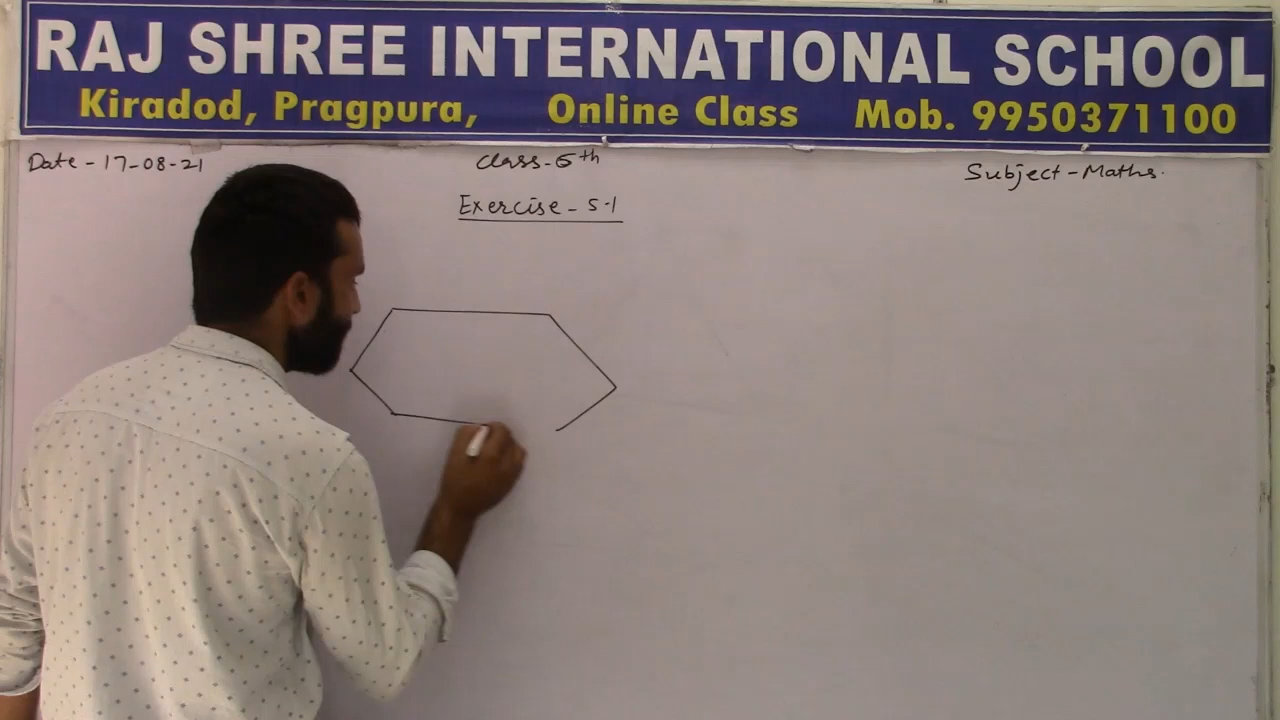 RAJ SHREE INTERNATIONAL SCHOOL
Kiradod, Pragpura, Online Class Mob. 9950371100
Date - 17-08-21 Class - 6th Subject - Maths.
Exercise - 5.1